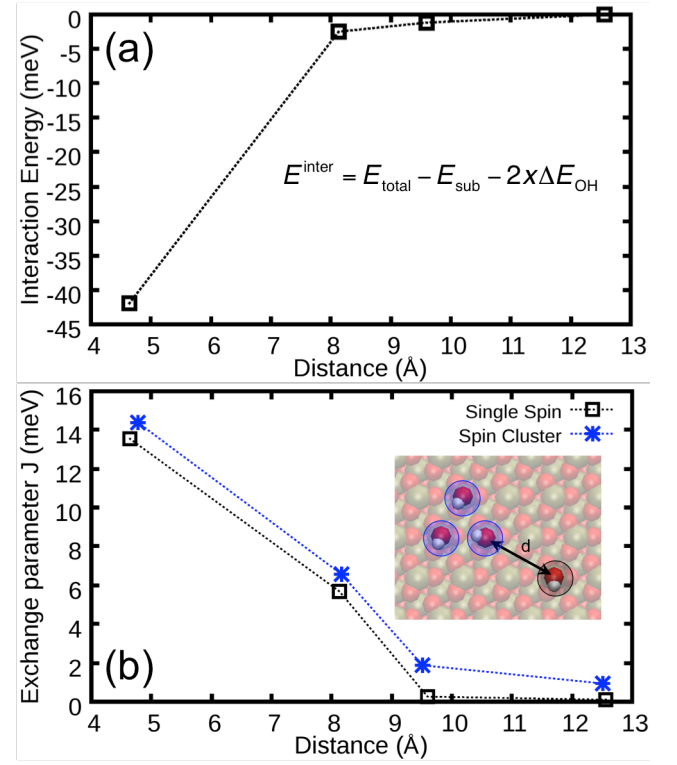 (a)
Interaction Energy (meV)
0
-5
-10
-15
-20
-25
-30
-35
-40
-45
E^inter = E_total − E_sub − 2xΔE_OH
4 5 6 7 8 9 10 11 12 13
Distance (Å)
(b)
Exchange parameter J (meV)
16
14
12
10
8
6
4
2
0
Single Spin
Spin Cluster
d
4 5 6 7 8 9 10 11 12 13
Distance (Å)